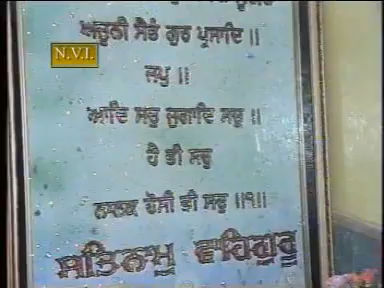 ਅਜੂਨੀ ਸੈਭੰ ਗੁਰ ਪ੍ਰਸਾਦਿ ॥
N.V.I.
ਜਪੁ ॥
ਆਦਿ ਸਚੁ ਜੁਗਾਦਿ ਸਚੁ ॥
ਹੈ ਭੀ ਸਚੁ
ਨਾਨਕ ਹੋਸੀ ਭੀ ਸਚੁ ॥੧॥
ਸਤਿਨਾਮੁ ਵਾਹਿਗੁਰੂ